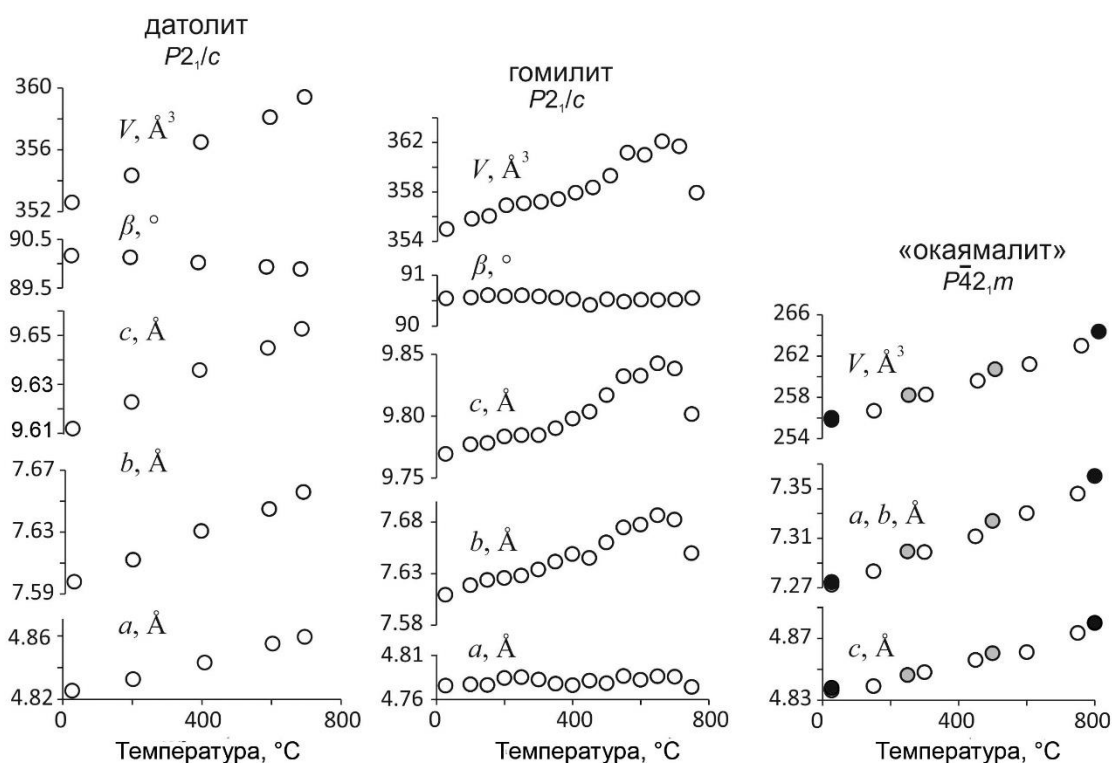 датолит
P2₁/c
360
V, Å³
356
352
β, °
90.5
89.5
c, Å
9.65
9.63
9.61
b, Å
7.67
7.63
7.59
a, Å
4.86
4.82
0 400 800
Температура, °C
гомилит
P2₁/c
362
V, Å³
358
354
β, °
91
90
9.85
c, Å
9.80
9.75
b, Å
7.68
7.63
7.58
a, Å
4.81
4.76
0 400 800
Температура, °C
«окаямалит»
P4̅2₁m
266
V, Å³
262
258
254
7.35
a, b, Å
7.31
7.27
4.87
c, Å
4.83
0 400 800
Температура, °C